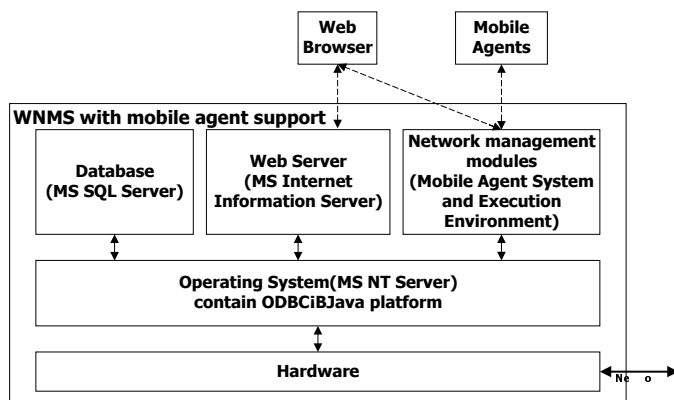 Web
Browser
Mobile
Agents
WNMS with mobile agent support
Database
(MS SQL Server)
Web Server
(MS Internet
Information Server)
Network management
modules
(Mobile Agent System
and Execution
Environment)
Operating System(MS NT Server)
contain ODBCiBJava platform
Hardware
Ne o